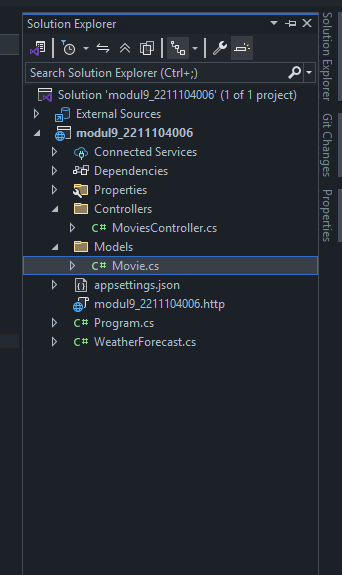 Solution Explorer
Search Solution Explorer (Ctrl+;)
Solution 'modul9_2211104006' (1 of 1 project)
External Sources
modul9_2211104006
Connected Services
Dependencies
Properties
Controllers
C# MoviesController.cs
Models
C# Movie.cs
appsettings.json
modul9_2211104006.http
C# Program.cs
C# WeatherForecast.cs
Solution Explorer
Git Changes
Properties